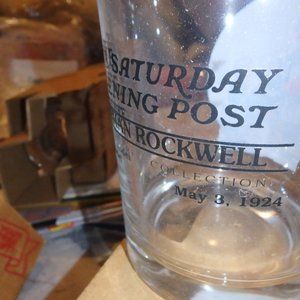 SATURDAY
NING POST
ROCKWELL
COLLECTION
May 3, 1924